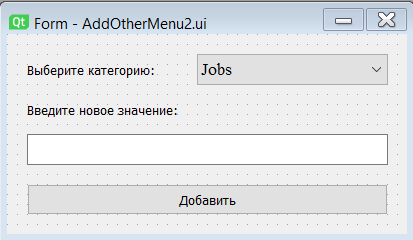 Qt Form - AddOtherMenu2.ui
Выберите категорию: Jobs
Введите новое значение:
Добавить